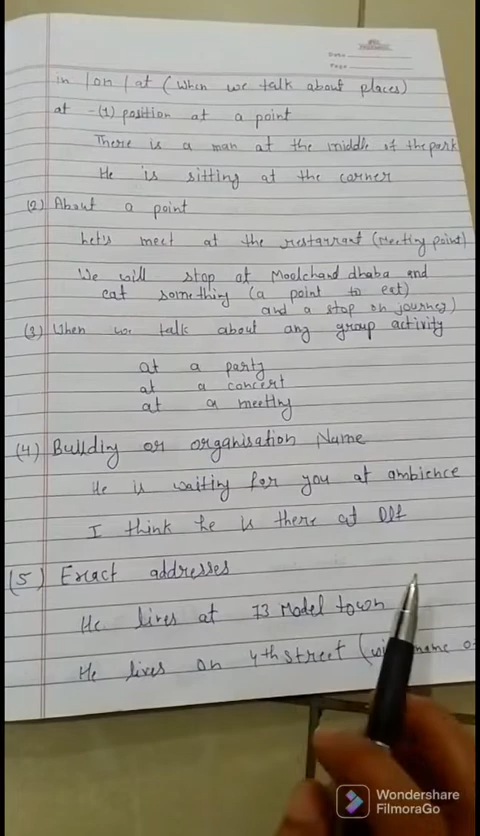 Date
Page
in / on / at (when we talk about places)
at - (1) position at a point
There is a man at the middle of the park
He is sitting at the corner
(2) About a point
Let's meet at the restarrant (Meeting point)
We will stop at Moolchand dhaba and
eat something (a point to eat)
and a stop on journey)
(3) When we talk about any group activity
at a party
at a concert
at a meetting
(4) Building or organisation Name
He is waiting for you at ambience
I think he is there at Dlf
(5) Exact addresses
He lives at 73 Model town
He lives on 4th street (
Wondershare
FilmoraGo